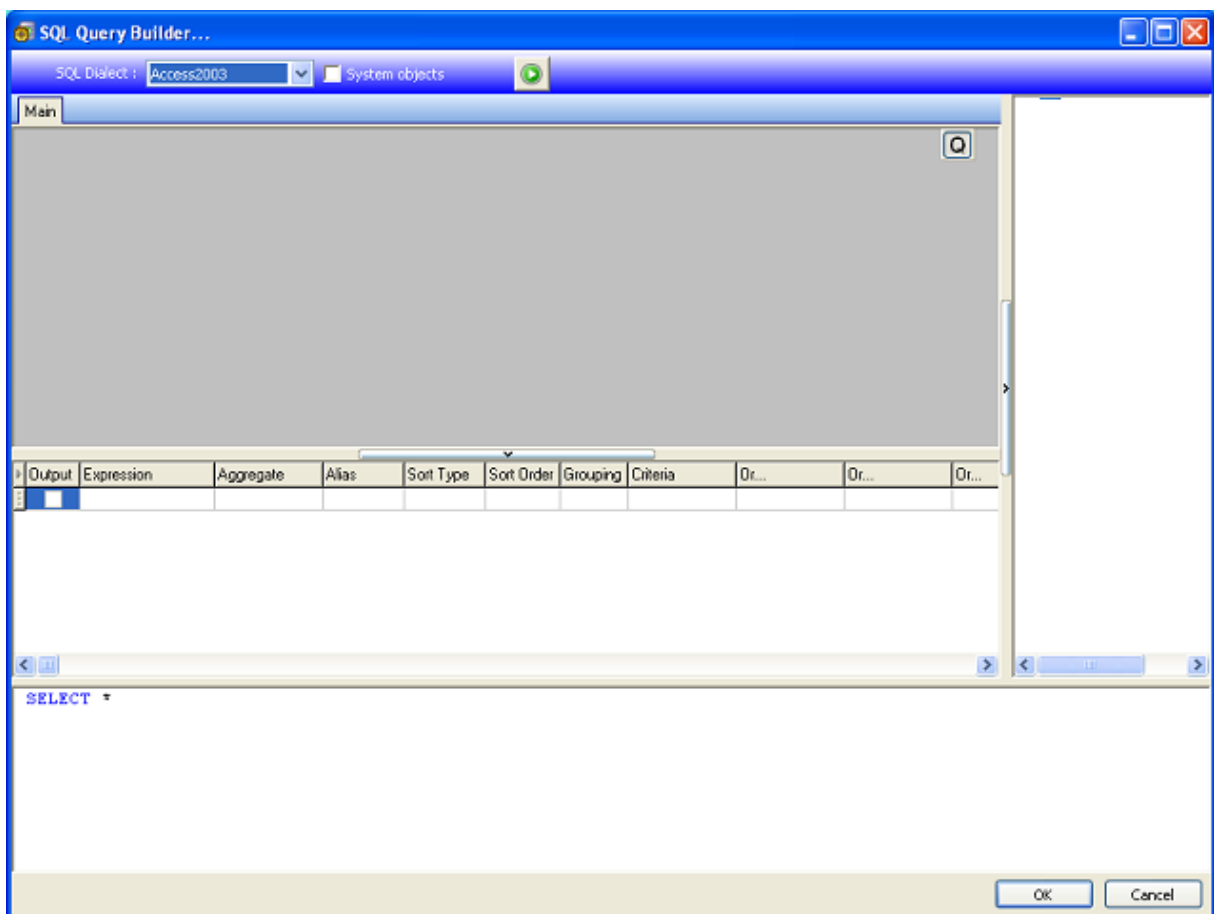 SQL Query Builder...
SQL Dialect : Access2003 System objects
Main
Q
Output Expression Aggregate Alias Sort Type Sort Order Grouping Criteria Or... Or... Or...
SELECT *
OK Cancel